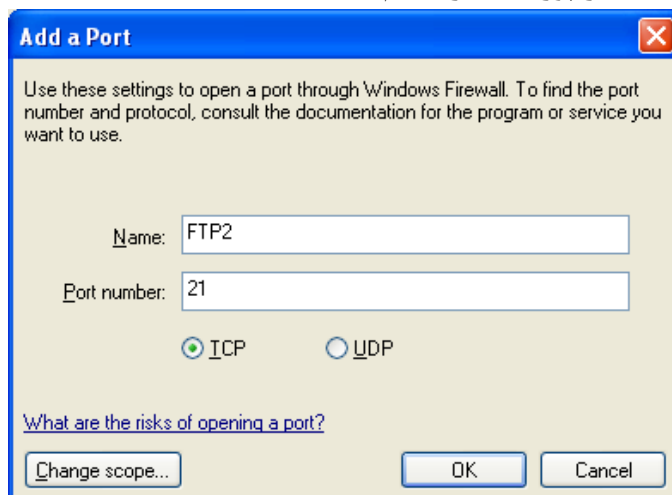 Add a Port
Use these settings to open a port through Windows Firewall. To find the port
number and protocol, consult the documentation for the program or service you
want to use.
Name: FTP2
Port number: 21
TCP UDP
What are the risks of opening a port?
Change scope... OK Cancel